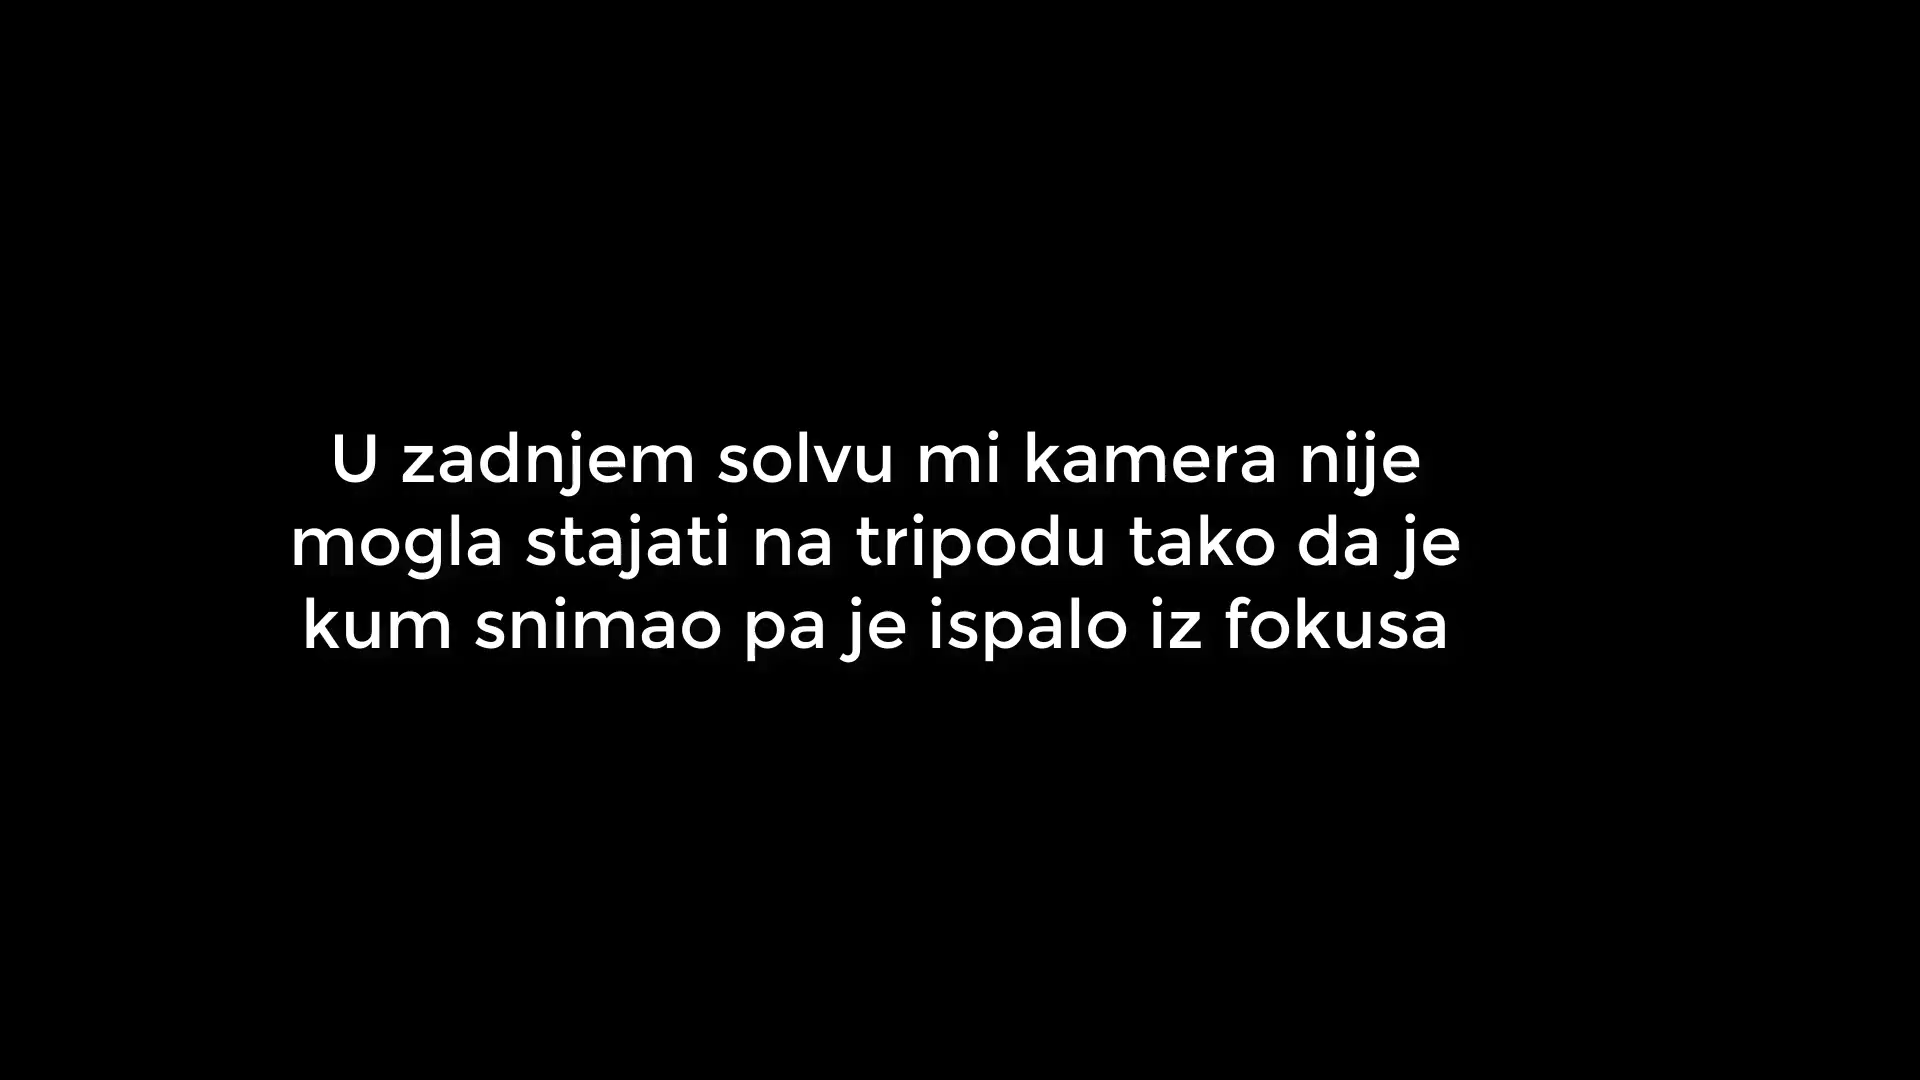 U zadnjem solvu mi kamera nije
mogla stajati na tripodu tako da je
kum snimao pa je ispalo iz fokusa